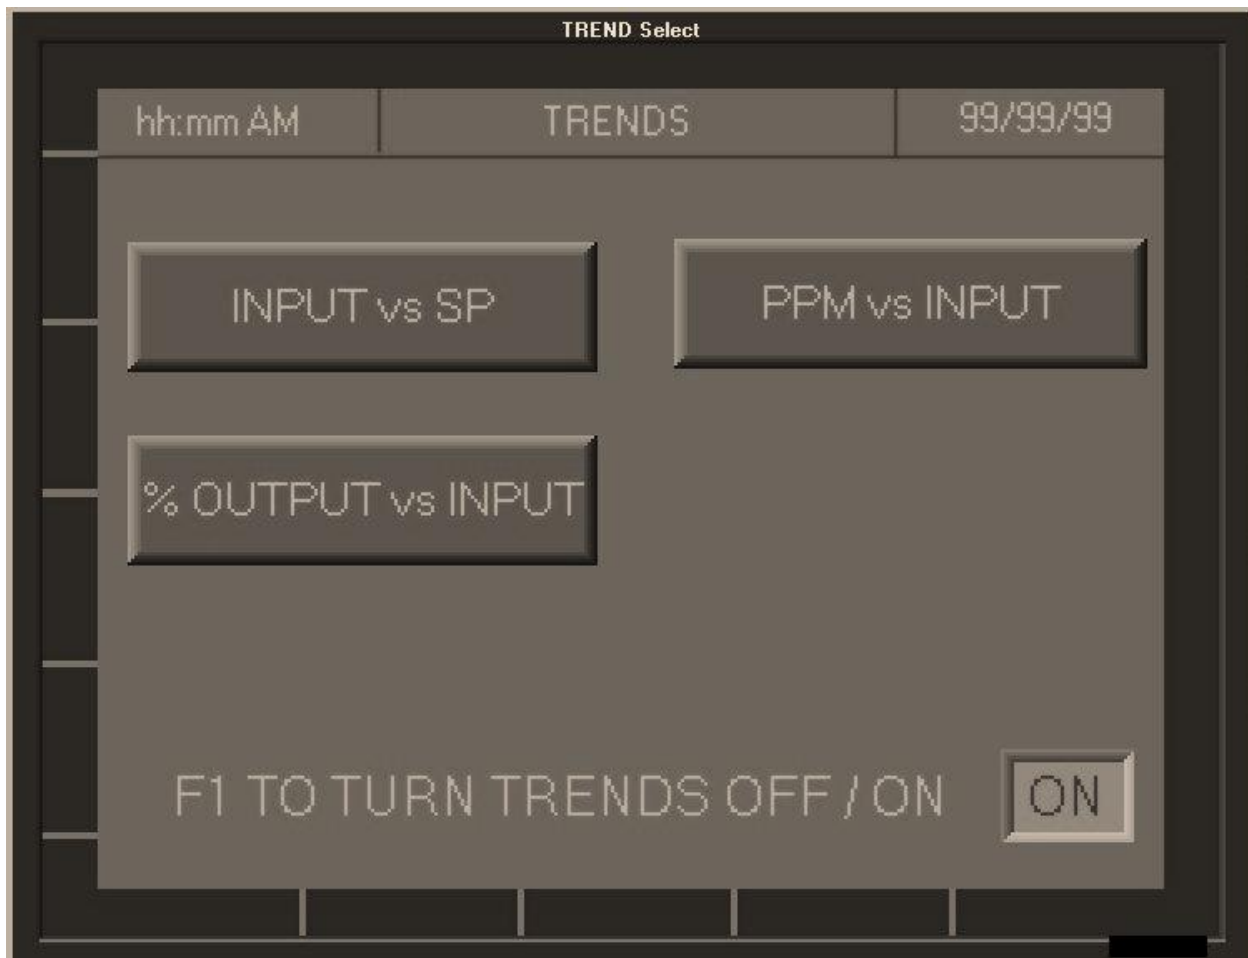 TREND Select
hh:mm AM TRENDS 99/99/99
INPUT vs SP PPM vs INPUT
% OUTPUT vs INPUT
F1 TO TURN TRENDS OFF / ON ON